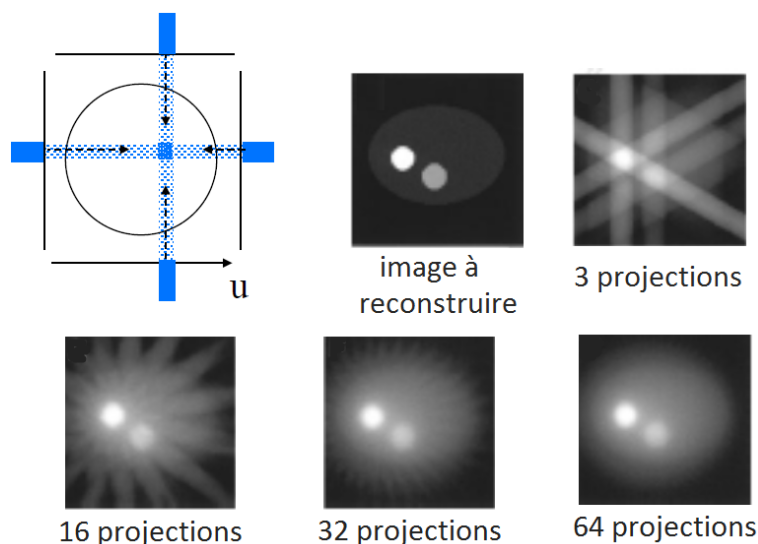 u
image à
reconstruire
3 projections
16 projections
32 projections
64 projections